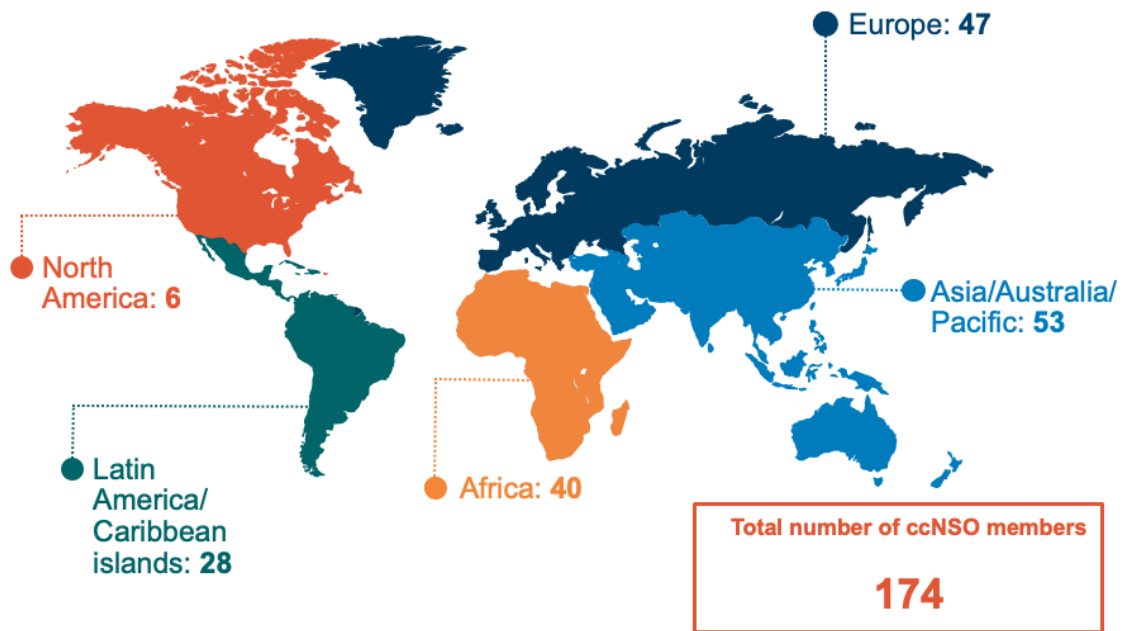 Europe: 47
North
America: 6
Asia/Australia/
Pacific: 53
Latin
America/
Caribbean
islands: 28
Africa: 40
Total number of ccNSO members
174